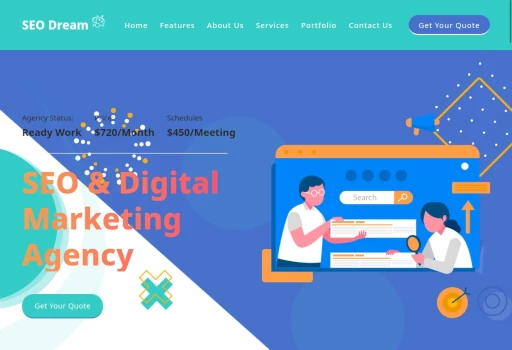 SEO Dream
Home Features About Us Services Portfolio Contact Us Get Your Quote
Agency Status: Schedules
Ready Work $720/Month $450/Meeting
SEO & Digital
Marketing
Agency
Get Your Quote
Search